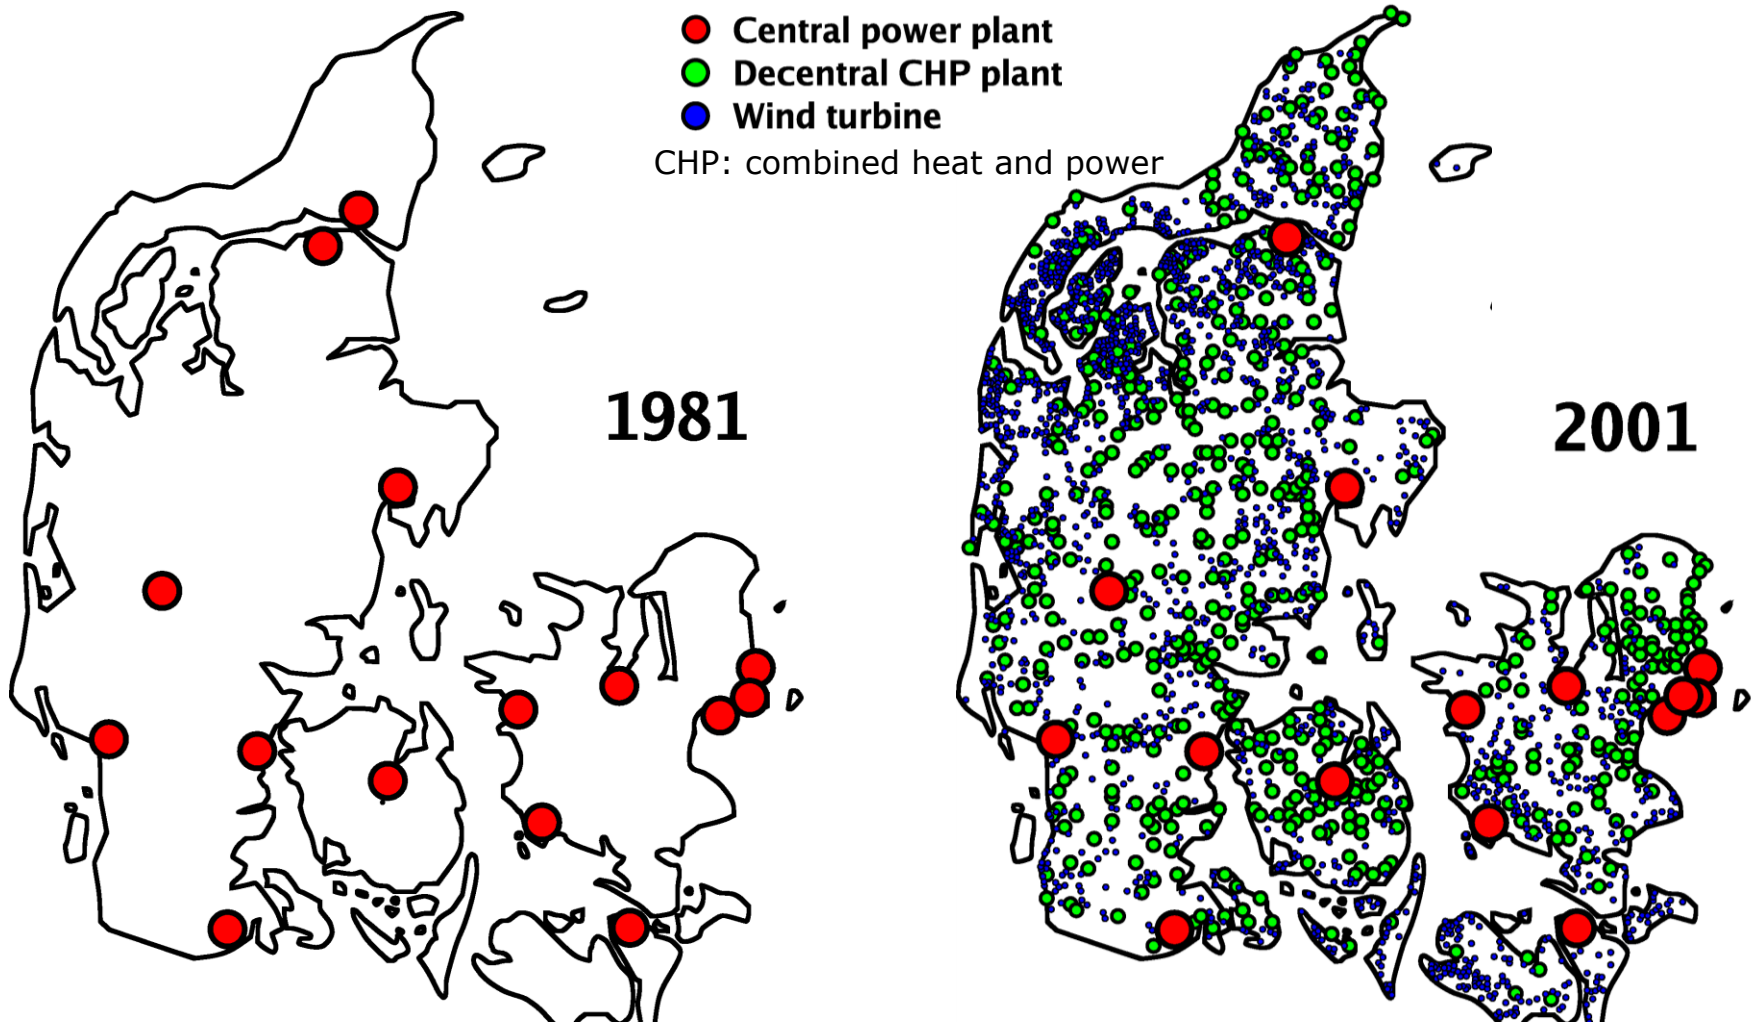 Central power plant
Decentral CHP plant
Wind turbine
CHP: combined heat and power
1981
2001